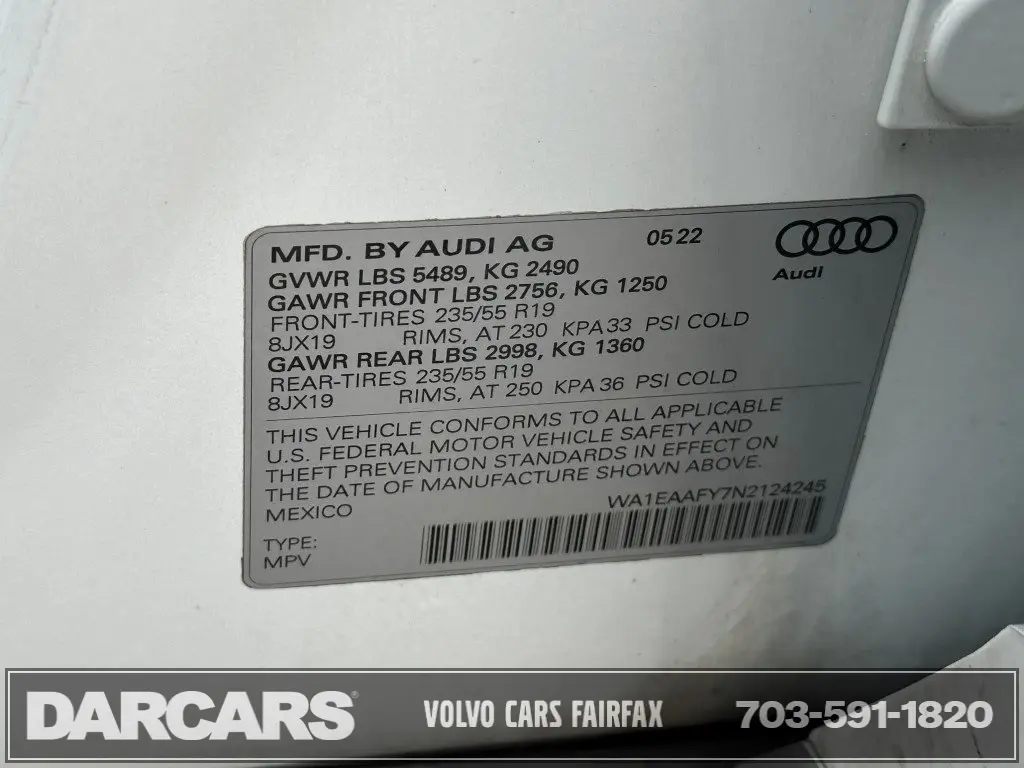 MFD. BY AUDI AG 0522
Audi
GVWR LBS 5489, KG 2490
GAWR FRONT LBS 2756, KG 1250
FRONT-TIRES 235/55 R19
8JX19 RIMS, AT 230 KPA 33 PSI COLD
GAWR REAR LBS 2998, KG 1360
REAR-TIRES 235/55 R19
8JX19 RIMS, AT 250 KPA 36 PSI COLD
THIS VEHICLE CONFORMS TO ALL APPLICABLE
U.S. FEDERAL MOTOR VEHICLE SAFETY AND
THEFT PREVENTION STANDARDS IN EFFECT ON
THE DATE OF MANUFACTURE SHOWN ABOVE.
MEXICO WA1EAAFY7N2124245
TYPE:
MPV
DARCARS® VOLVO CARS FAIRFAX 703-591-1820